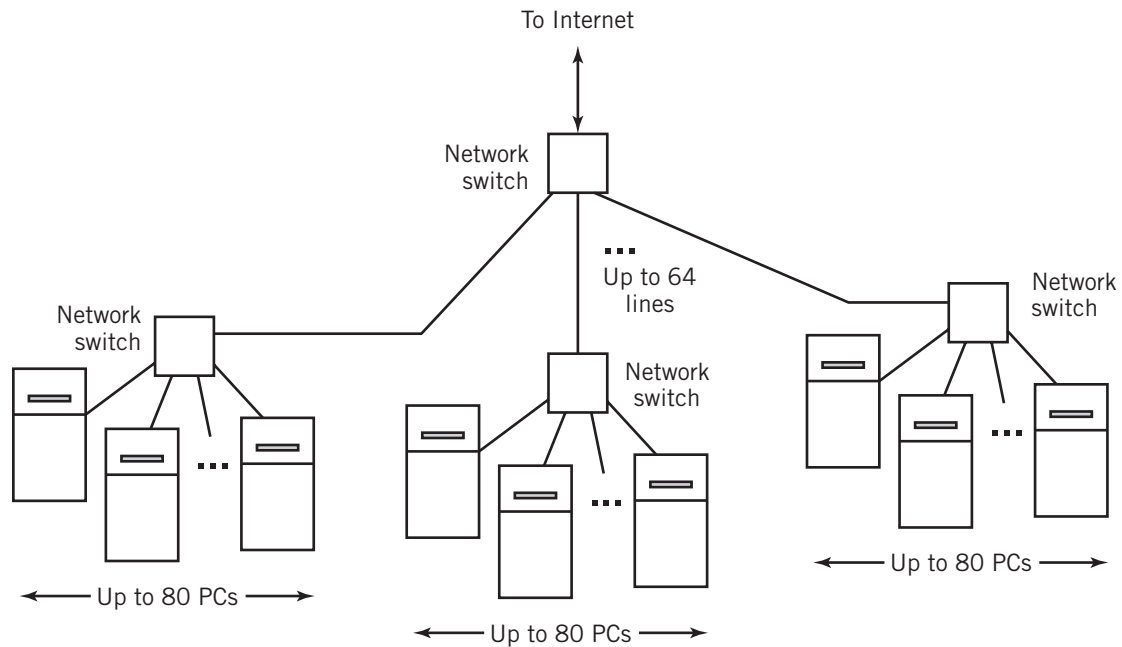 To Internet
Network
switch
Up to 64
lines
Network
switch
Network
switch
Network
switch
Up to 80 PCs
Up to 80 PCs
Up to 80 PCs